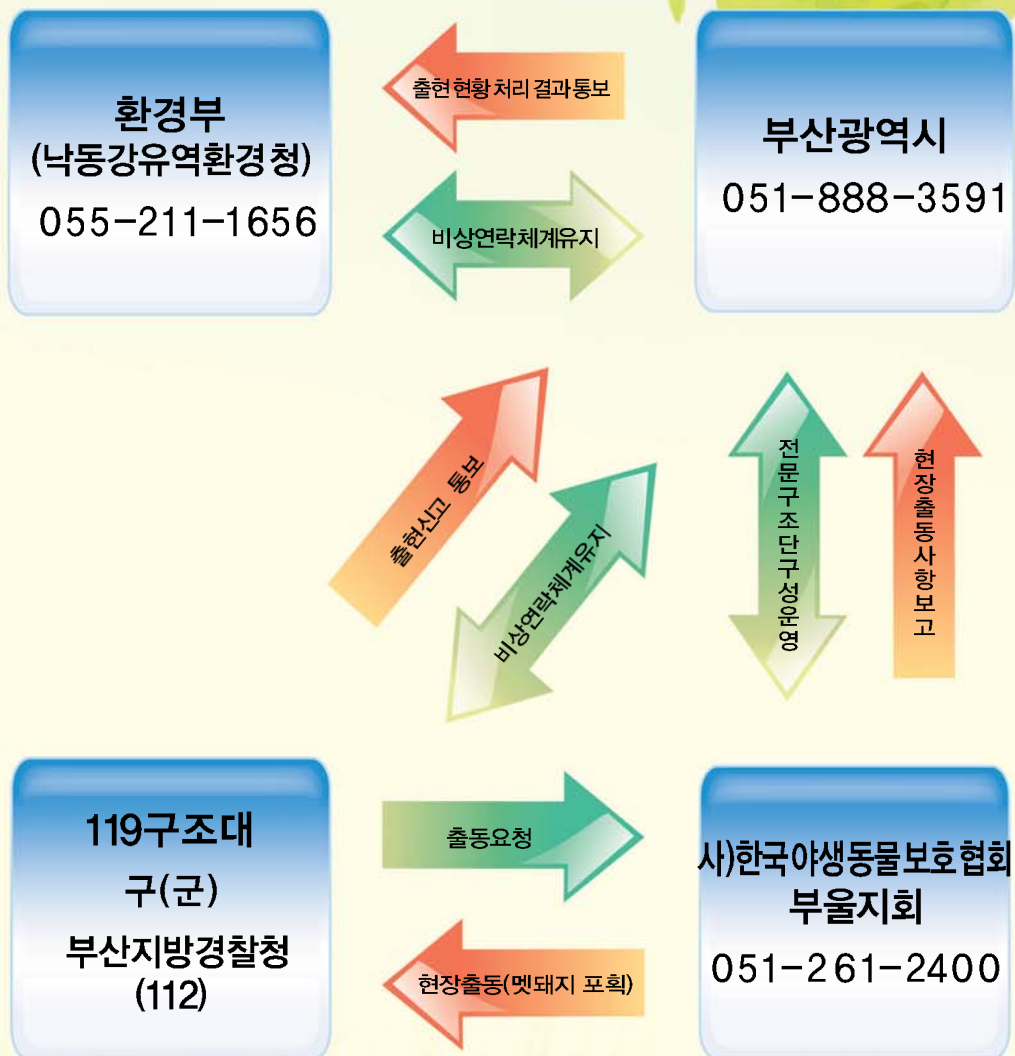 환경부
(낙동강유역환경청)
055-211-1656
출현현황처리결과통보
비상연락체계유지
부산광역시
051-888-3591
출현신고 통보
비상연락체계유지
전문구조단구성운영
현장출동사항보고
119구조대
구(군)
부산지방경찰청
(112)
출동요청
현장출동(멧돼지 포획)
사)한국야생동물보호협회
부울지회
051-261-2400